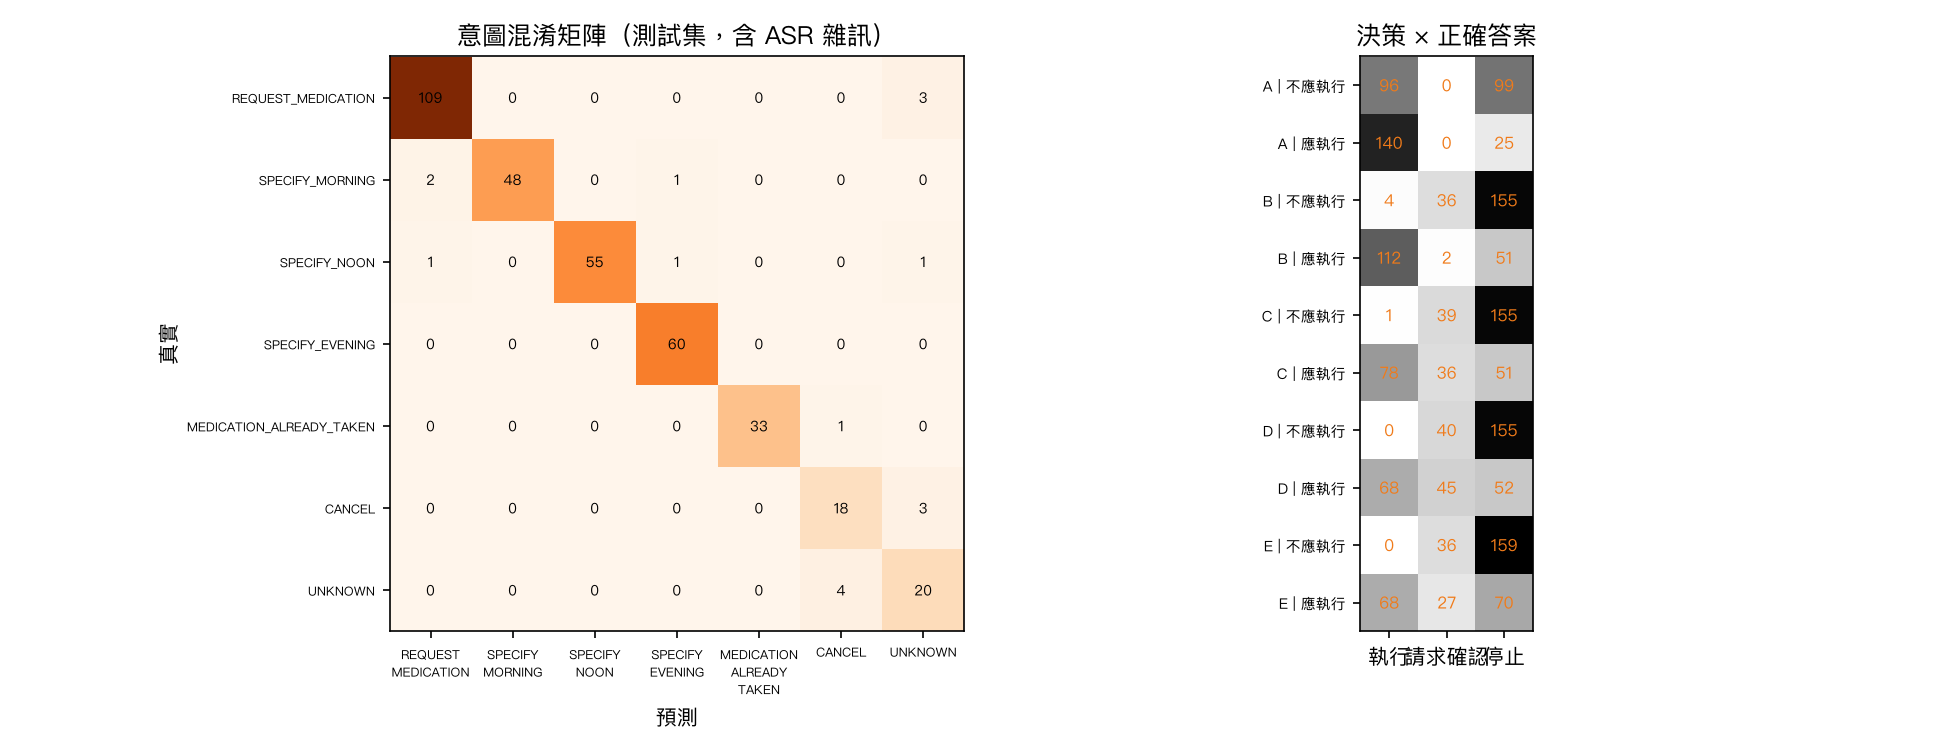 意圖混淆矩陣（測試集，含 ASR 雜訊）
REQUEST_MEDICATION 109 0 0 0 0 0 3
SPECIFY_MORNING 2 48 0 1 0 0 0
SPECIFY_NOON 1 0 55 1 0 0 1
SPECIFY_EVENING 0 0 0 60 0 0 0
MEDICATION_ALREADY_TAKEN 0 0 0 0 33 1 0
CANCEL 0 0 0 0 0 18 3
UNKNOWN 0 0 0 0 0 4 20
真實
REQUEST MEDICATION
SPECIFY MORNING
SPECIFY NOON
SPECIFY EVENING
MEDICATION ALREADY TAKEN
CANCEL
UNKNOWN
預測
決策 × 正確答案
A | 不應執行 96 0 99
A | 應執行 140 0 25
B | 不應執行 4 36 155
B | 應執行 112 2 51
C | 不應執行 1 39 155
C | 應執行 78 36 51
D | 不應執行 0 40 155
D | 應執行 68 45 52
E | 不應執行 0 36 159
E | 應執行 68 27 70
執行 請求確認 停止